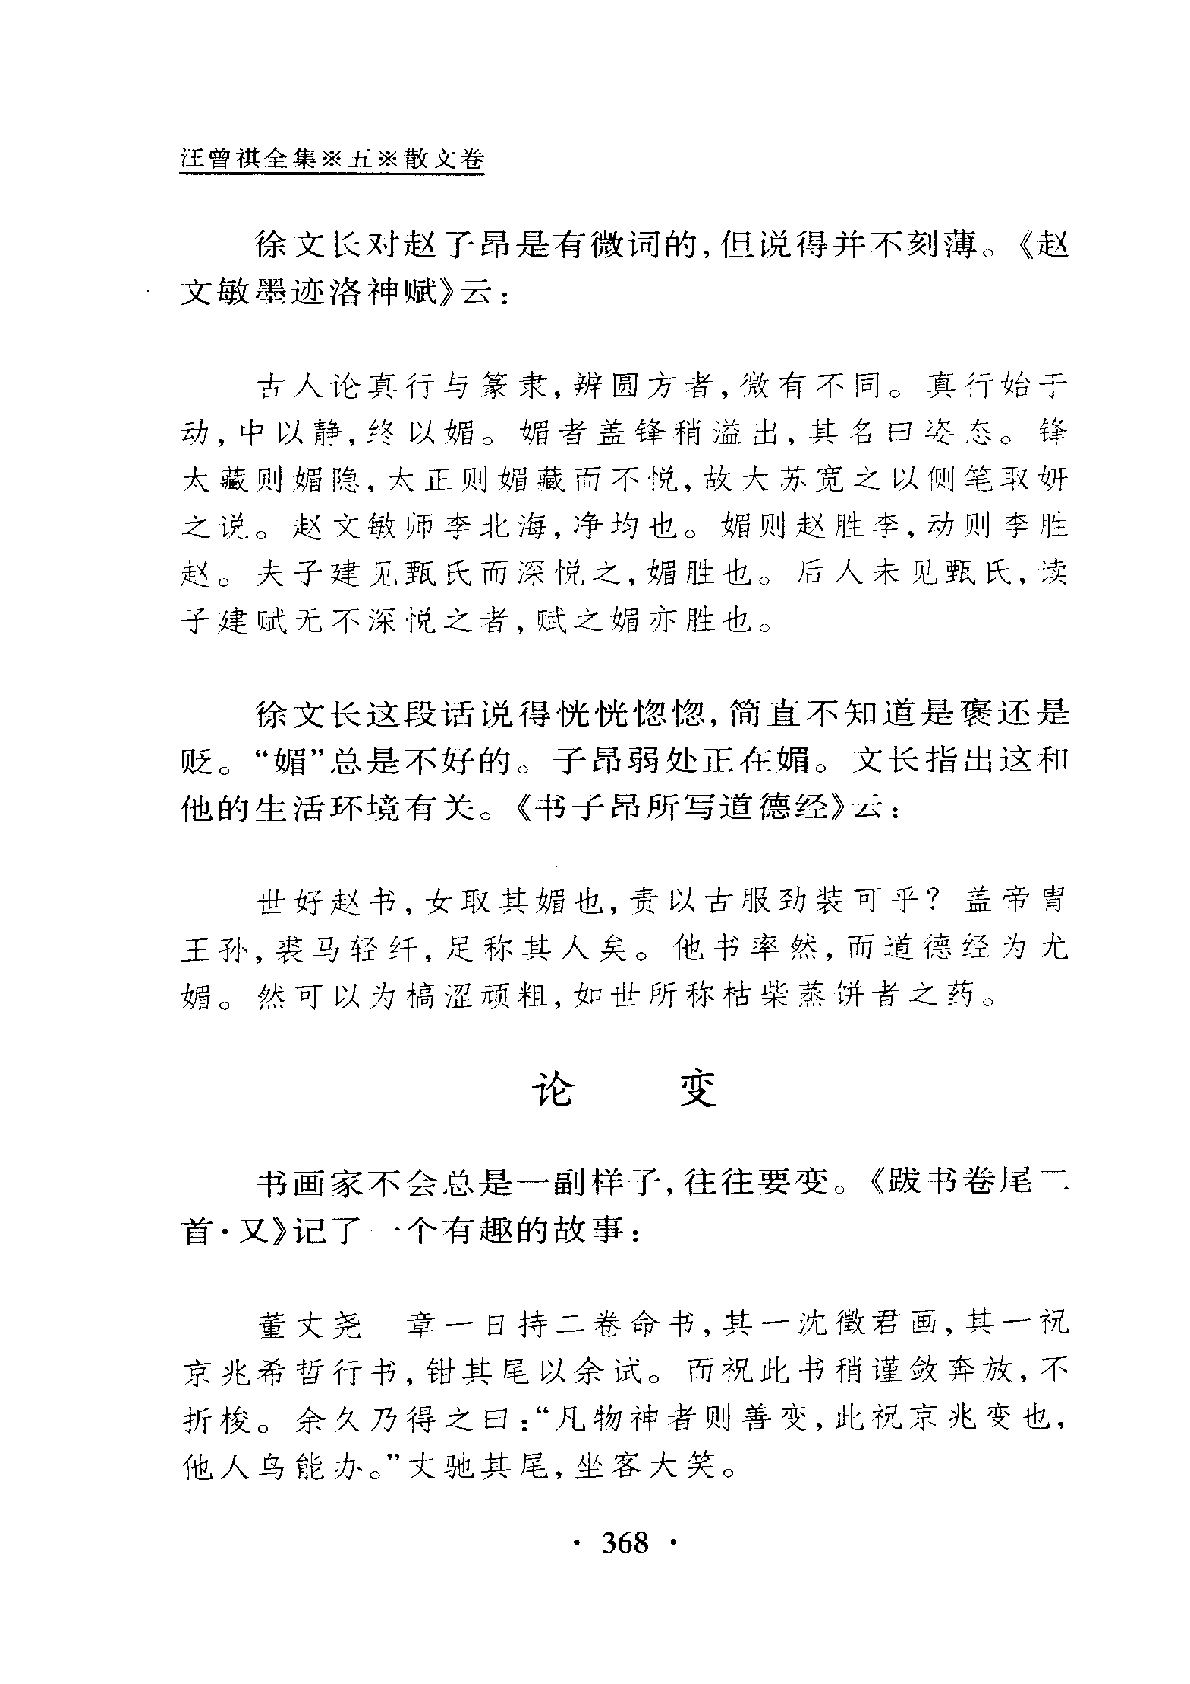 汪曾祺全集※五※散文卷
徐文长对赵子昂是有微词的,但说得并不刻薄。《赵
文敏墨迹洛神赋》云:
古人论真行与篆隶,辨圆方者,微有不同。真行始于
动,中以静,终以媚。媚者盖锋稍溢出,其名曰姿态。锋
太藏则媚隐,太正则媚藏而不悦,故大苏宽之以侧笔取妍
之说。赵文敏师李北海,净均也。媚则赵胜李,动则李胜
赵。夫子建见甄氏而深悦之,媚胜也。后人未见甄氏,读
子建赋无不深悦之者,赋之媚亦胜也。
徐文长这段话说得恍恍惚惚,简直不知道是褒还是
贬。“媚”总是不好的。子昂弱处正在媚。文长指出这和
他的生活环境有关。《书子昂所写道德经》云:
世好赵书,女取其媚也,责以古服劲装可乎?盖帝胄
王孙,裘马轻纤,足称其人矣。他书率然,而道德经为尤
媚。然可以为槁涩顽粗,如世所称枯柴蒸饼者之药。
论 变
书画家不会总是一副样子,往往要变。《跋书卷尾二
首·又》记了一个有趣的故事:
董丈尧 章一日持二卷命书,其一沈徵君画,其一祝
京兆希哲行书,钳其尾以余试。而祝此书稍谨敛奔放,不
折梭。余久乃得之曰:“凡物神者则善变,此祝京兆变也,
他人乌能办。”丈驰其尾,坐客大笑。
· 368 ·